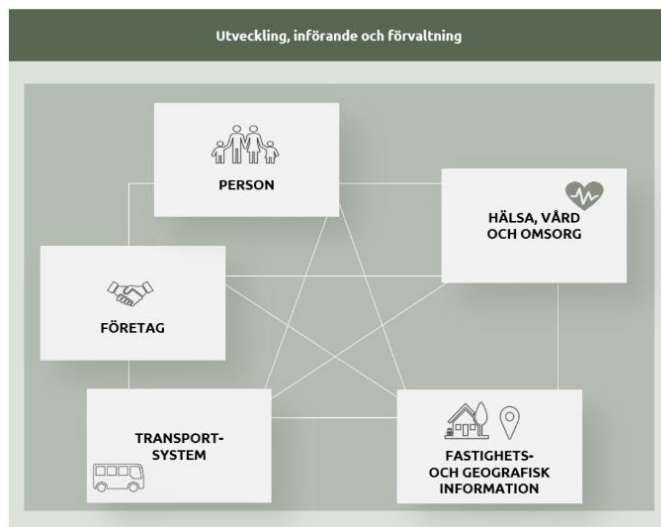 Utveckling, införande och förvaltning
PERSON
HÄLSA, VÅRD
OCH OMSORG
FÖRETAG
TRANSPORT-
SYSTEM
FASTIGHETS-
OCH GEOGRAFISK
INFORMATION